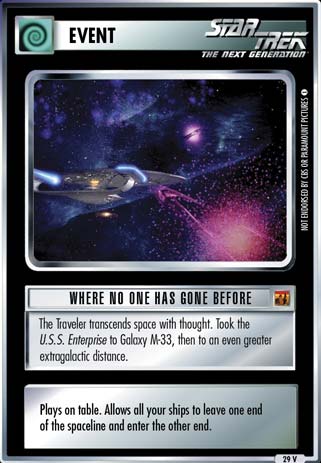 EVENT
STAR TREK
THE NEXT GENERATION
NOT ENDORSED BY CBS OR PARAMOUNT PICTURES
WHERE NO ONE HAS GONE BEFORE
The Traveler transcends space with thought. Took the
U.S.S. Enterprise to Galaxy M-33, then to an even greater
extragalactic distance.
Plays on table. Allows all your ships to leave one end
of the spaceline and enter the other end.
29 V